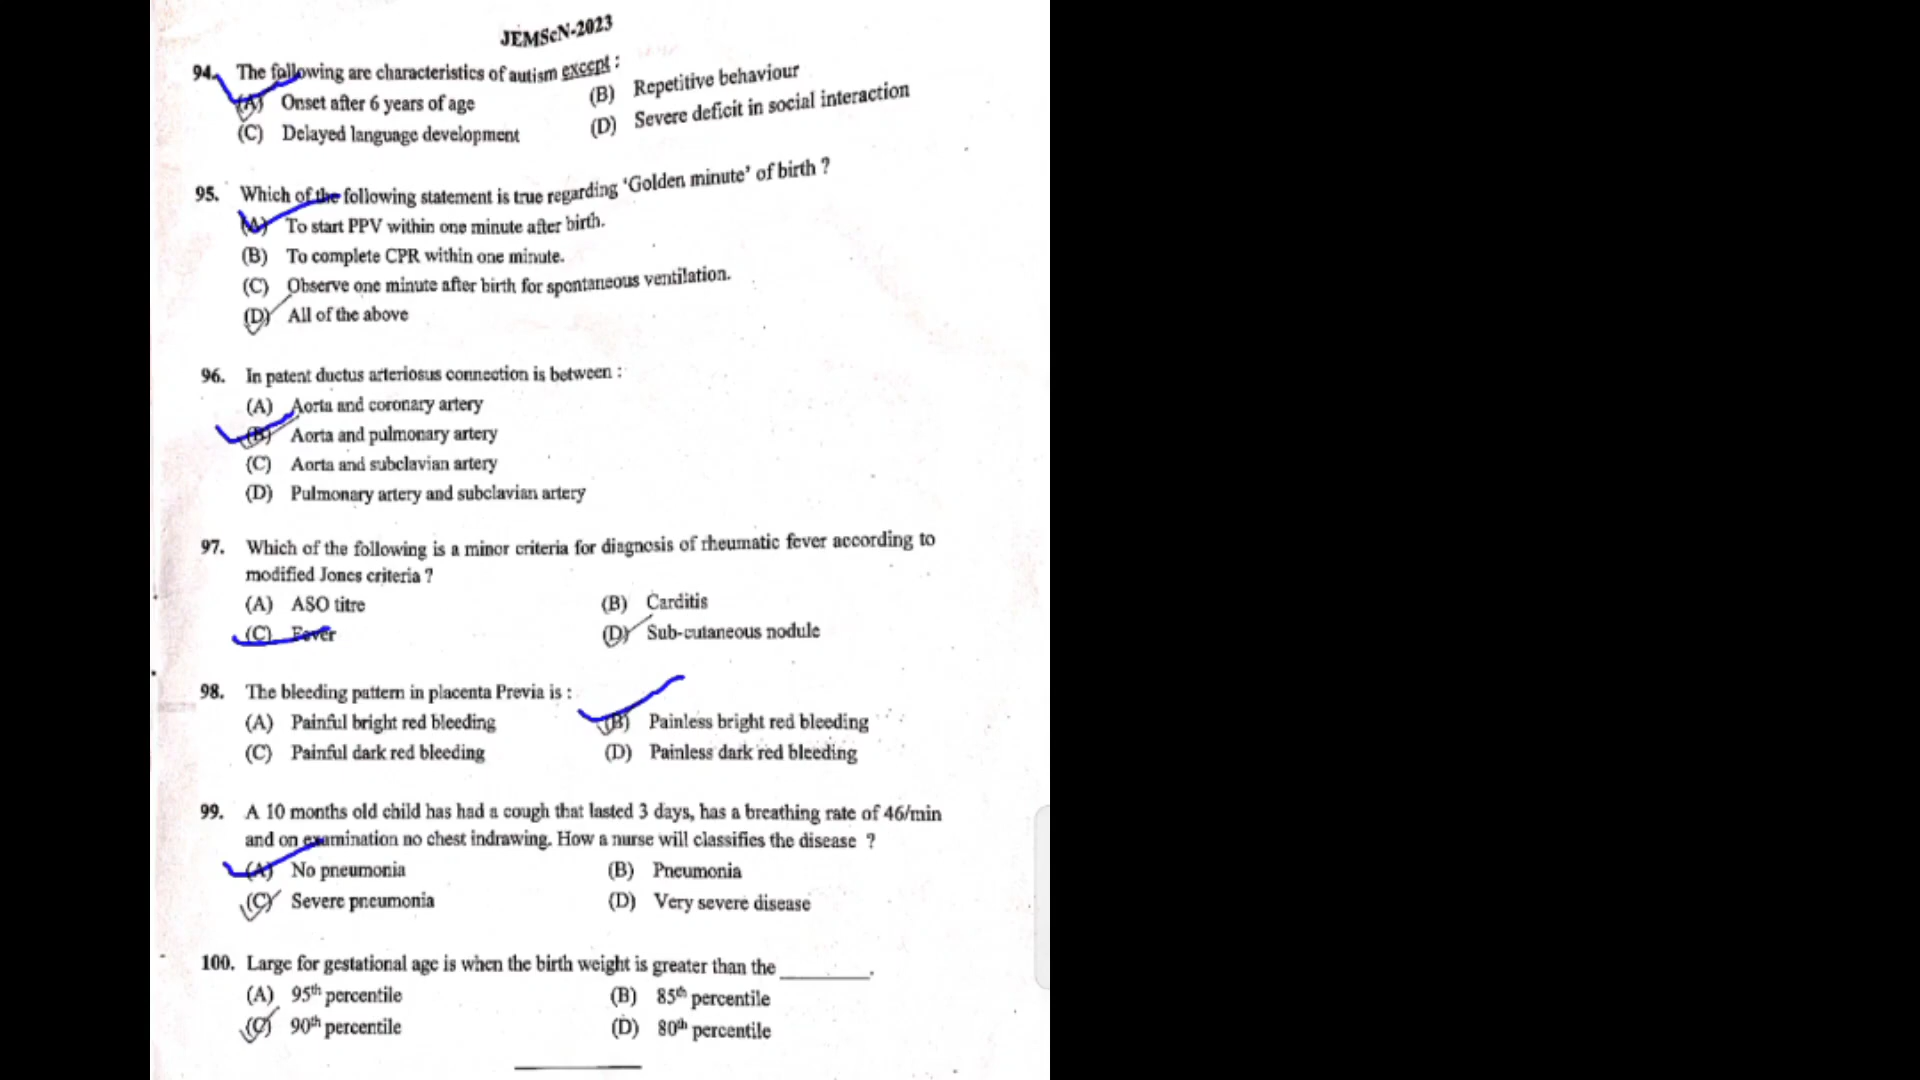 JEMScN-2023
94. The following are characteristics of autism except :
(A) Onset after 6 years of age (B) Repetitive behaviour
(C) Delayed language development (D) Severe deficit in social interaction
95. Which of the following statement is true regarding 'Golden minute' of birth ?
(A) To start PPV within one minute after birth.
(B) To complete CPR within one minute.
(C) Observe one minute after birth for spontaneous ventilation.
(D) All of the above
96. In patent ductus arteriosus connection is between :
(A) Aorta and coronary artery
(B) Aorta and pulmonary artery
(C) Aorta and subclavian artery
(D) Pulmonary artery and subclavian artery
97. Which of the following is a minor criteria for diagnosis of rheumatic fever according to
modified Jones criteria ?
(A) ASO titre (B) Carditis
(C) Fever (D) Sub-cutaneous nodule
98. The bleeding pattern in placenta Previa is :
(A) Painful bright red bleeding (B) Painless bright red bleeding
(C) Painful dark red bleeding (D) Painless dark red bleeding
99. A 10 months old child has had a cough that lasted 3 days, has a breathing rate of 46/min
and on examination no chest indrawing. How a nurse will classifies the disease ?
(A) No pneumonia (B) Pneumonia
(C) Severe pneumonia (D) Very severe disease
100. Large for gestational age is when the birth weight is greater than the ________.
(A) 95th percentile (B) 85th percentile
(C) 90th percentile (D) 80th percentile